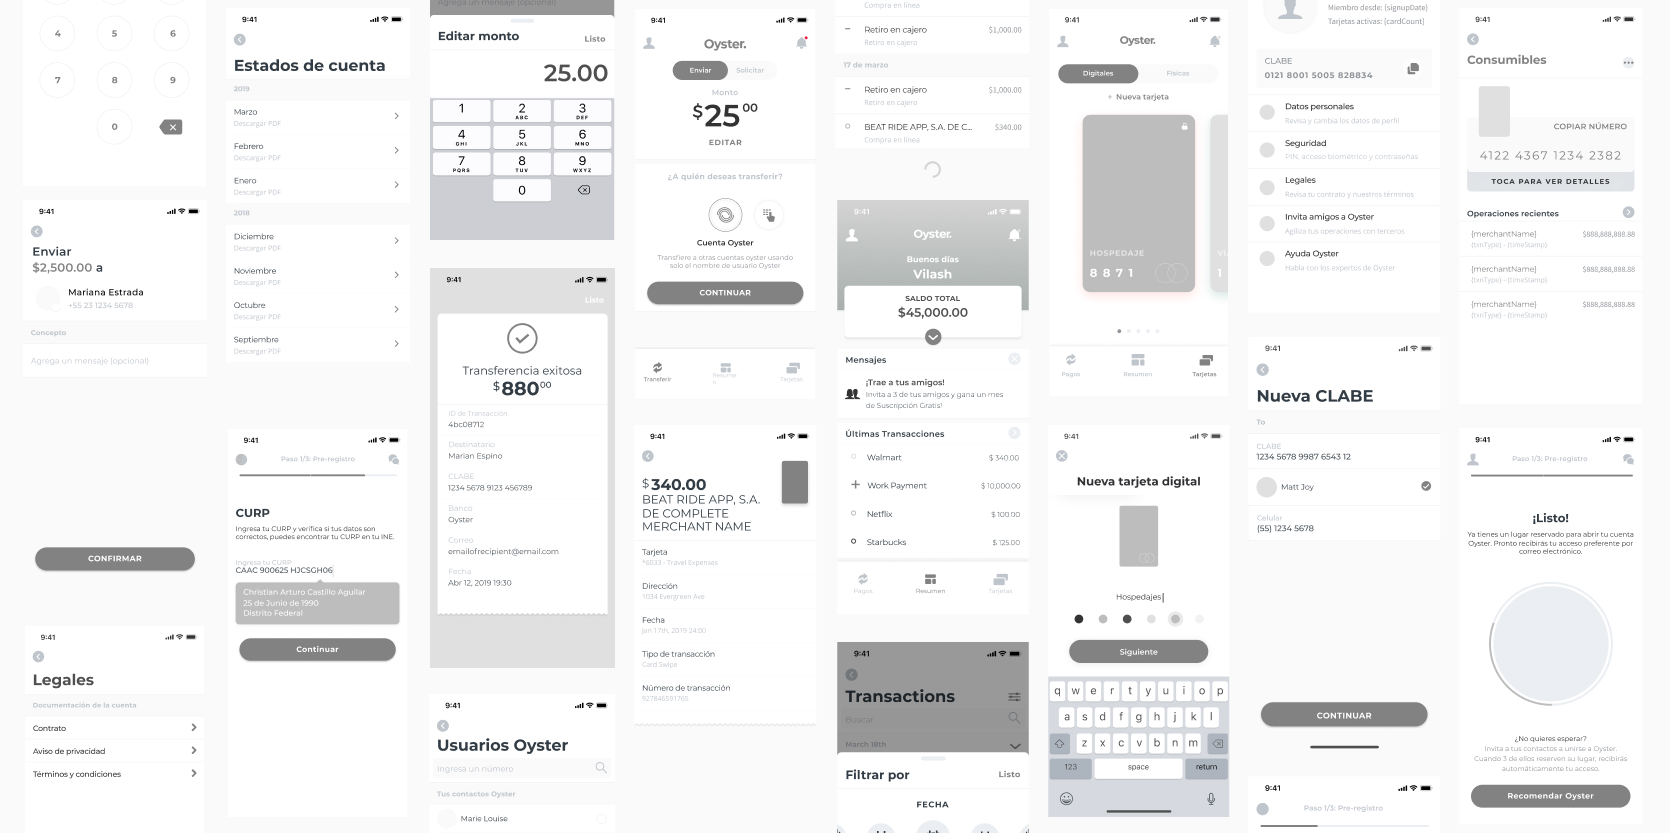 4
5
6
7
8
9
0
9:41
Enviar
$2,500.00 a
Mariana Estrada
+55 23 1234 5678
Concepto
Agrega un mensaje (opcional)
CONFIRMAR
9:41
Legales
Documentación de la cuenta
Contrato
Aviso de privacidad
Términos y condiciones
9:41
Estados de cuenta
2019
Marzo
Descargar PDF
Febrero
Descargar PDF
Enero
Descargar PDF
2018
Diciembre
Descargar PDF
Noviembre
Descargar PDF
Octubre
Descargar PDF
Septiembre
Descargar PDF
9:41
Paso 1/3: Pre-registro
CURP
Ingresa tu CURP y verifica si tus datos son
correctos, puedes encontrar tu CURP en tu INE.
Ingresa tu CURP
CAAC 900625 HJCSGH06
Christian Arturo Castillo Aguilar
25 de Junio de 1990
Distrito Federal
Continuar
Agrega un mensaje (opcional)
Editar monto
Listo
25.00
1
2
ABC
3
DEF
4
GHI
5
JKL
6
MNO
7
PQRS
8
TUV
9
WXYZ
0
9:41
Listo
Transferencia exitosa
$880 00
ID de Transacción
4bc08712
Destinatario
Marian Espino
CLABE
1234 5678 9123 456789
Banco
Oyster
Correo
emailofrecipient@email.com
Fecha
Abr 12, 2019 19:30
9:41
Usuarios Oyster
Ingresa un número
Tus contactos Oyster
Marie Louise
9:41
Oyster.
Enviar
Solicitar
Monto
$25 00
EDITAR
¿A quién deseas transferir?
Cuenta Oyster
Transfiere a otras cuentas oyster usando
solo el nombre de usuario Oyster
CONTINUAR
Transferir
Resume
n
Tarjetas
9:41
$ 340.00
BEAT RIDE APP, S.A.
DE COMPLETE
MERCHANT NAME
Tarjeta
*6033 - Travel Expenses
Dirección
1034 Evergreen Ave
Fecha
Jan 17th, 2019 24:00
Tipo de transacción
Card Swipe
Número de transacción
927846591765
Compra en línea
Retiro en cajero
$1,000.00
Retiro en cajero
17 de marzo
Retiro en cajero
$1,000.00
Retiro en cajero
BEAT RIDE APP, S.A. DE C...
$340.00
Compra en línea
9:41
Oyster.
Buenos días
Vilash
SALDO TOTAL
$45,000.00
Mensajes
¡Trae a tus amigos!
Invita a 3 de tus amigos y gana un mes
de Suscripción Gratis!
Últimas Transacciones
Walmart
$ 340.00
Work Payment
$ 10,000.00
Netflix
$ 100.00
Starbucks
$ 125.00
Pagos
Resumen
Tarjetas
9:41
Transactions
Buscar
March 18th
Filtrar por
Listo
FECHA
9:41
Oyster.
Digitales
Físicas
+ Nueva tarjeta
HOSPEDAJE
8 8 7 1
VI
1
Pagos
Resumen
Tarjetas
9:41
Nueva tarjeta digital
Hospedajes
Siguiente
q w e r t y u i o p
a s d f g h j k l
z x c v b n m
123
space
return
Miembro desde: {signupDate}
Tarjetas activas: {cardCount}
CLABE
0121 8001 5005 828834
Datos personales
Revisa y cambia los datos de perfil
Seguridad
PIN, acceso biométrico y contraseñas
Legales
Revisa tu contrato y nuestros términos
Invita amigos a Oyster
Agiliza tus operaciones con terceros
Ayuda Oyster
Habla con los expertos de Oyster
9:41
Nueva CLABE
To
CLABE
1234 5678 9987 6543 12
Matt Joy
Celular
(55) 1234 5678
CONTINUAR
9:41
Paso 1/3: Pre-registro
9:41
Consumibles
COPIAR NÚMERO
4122 4367 1234 2382
TOCA PARA VER DETALLES
Operaciones recientes
{merchantName}
$888,888,888.88
{txnType} - {timeStamp}
{merchantName}
$888,888,888.88
{txnType} - {timeStamp}
{merchantName}
$888,888,888.88
{txnType} - {timeStamp}
9:41
Paso 1/3: Pre-registro
¡Listo!
Ya tienes un lugar reservado para abrir tu cuenta
Oyster. Pronto recibirás tu acceso preferente por
correo electrónico.
¿No quieres esperar?
Invita a tus contactos a unirse a Oyster.
Cuando 3 de ellos reserven su lugar, recibirás
automáticamente tu acceso.
Recomendar Oyster